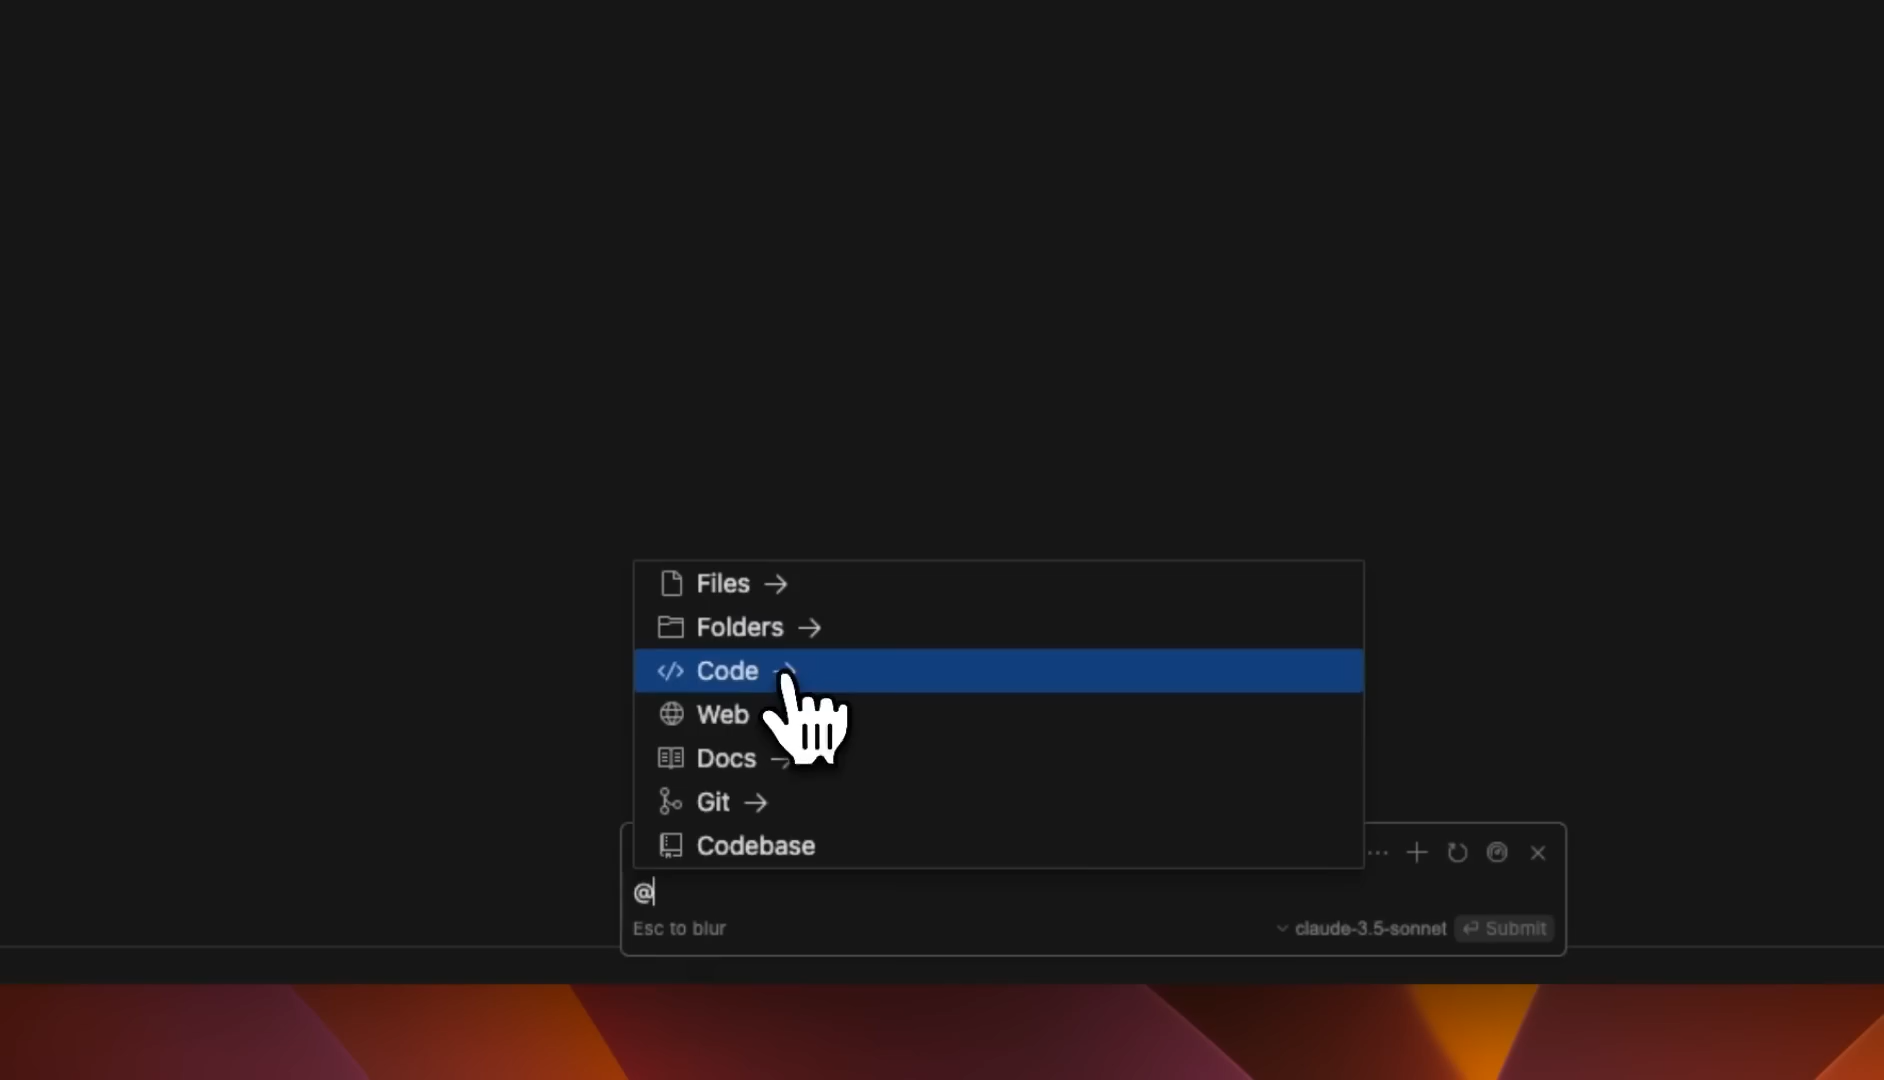 Files →
Folders →
</> Code →
Web
Docs →
Git →
Codebase
@
Esc to blur
claude-3.5-sonnet
Submit